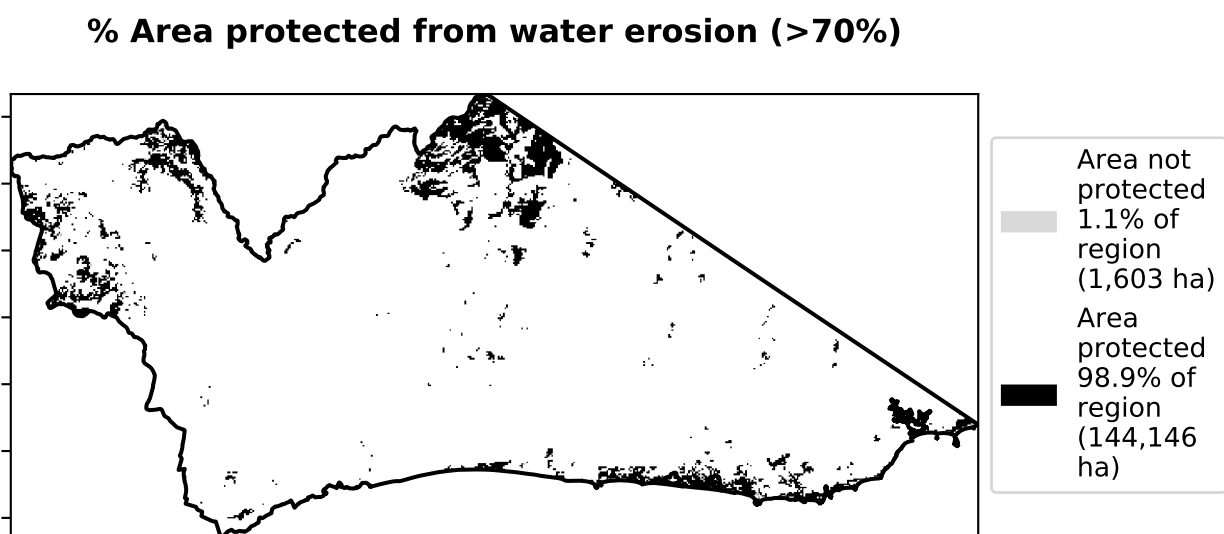 % Area protected from water erosion (>70%)
Area not
protected
1.1% of
region
(1,603 ha)
Area
protected
98.9% of
region
(144,146
ha)